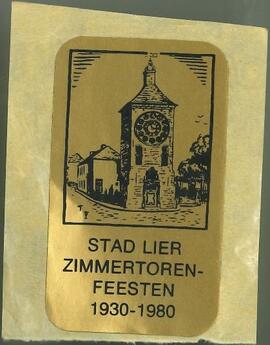 STAD LIER
ZIMMERTOREN-
FEESTEN
1930-1980